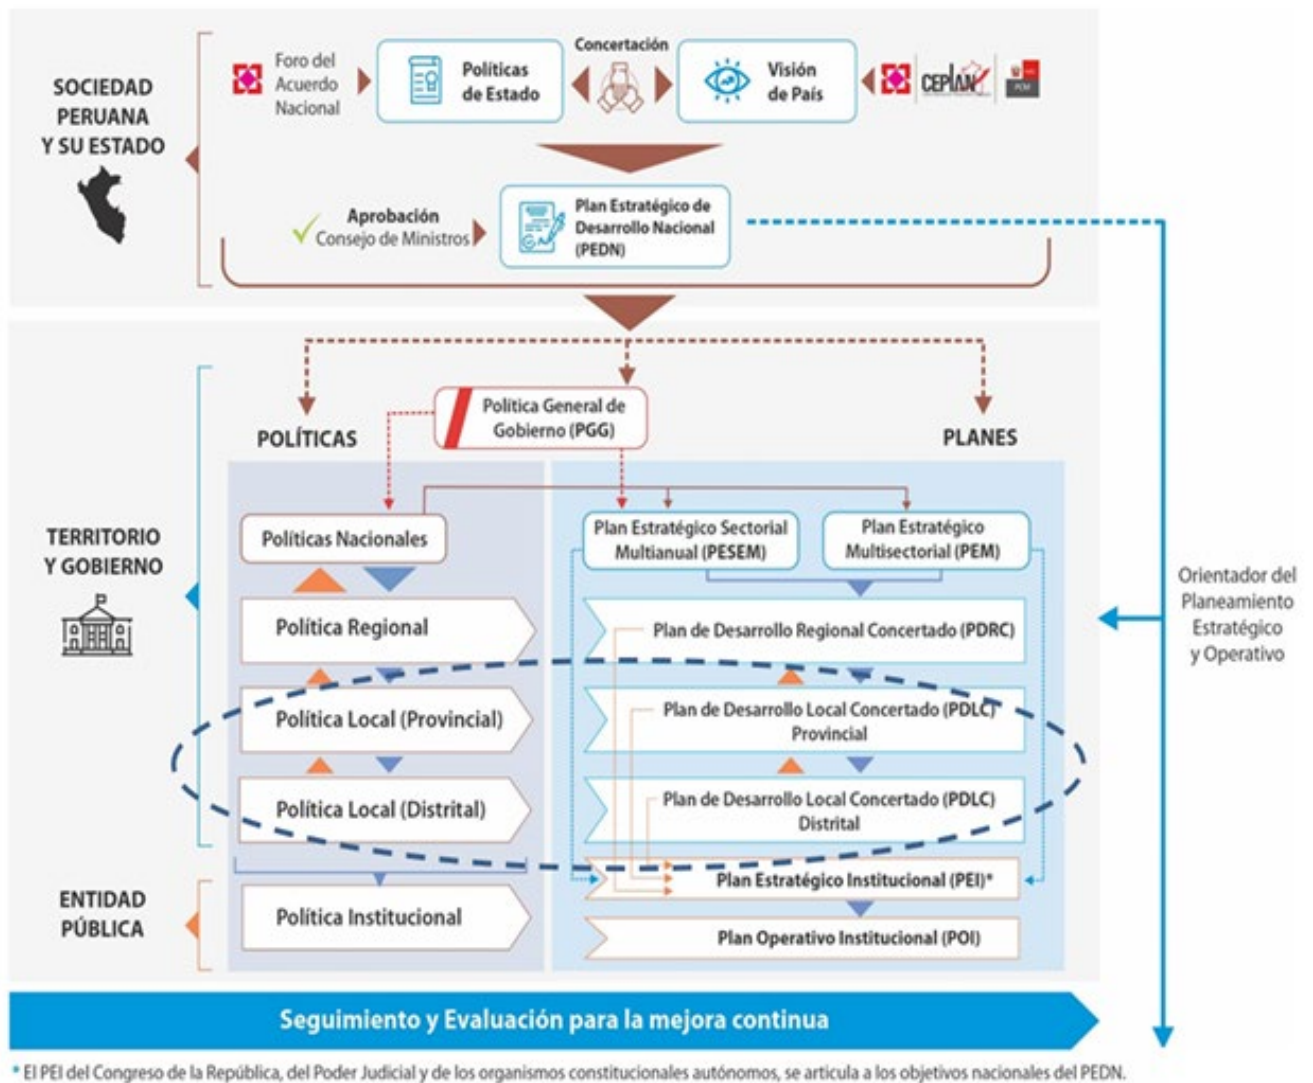 SOCIEDAD
PERUANA
Y SU ESTADO
Foro del
Acuerdo
Nacional
Políticas
de Estado
Concertación
Visión
de País
CEPLAN
PCM
Aprobación
Consejo de Ministros
Plan Estratégico de
Desarrollo Nacional
(PEDN)
POLÍTICAS
Política General de
Gobierno (PGG)
PLANES
TERRITORIO
Y GOBIERNO
Políticas Nacionales
Plan Estratégico Sectorial
Multianual (PESEM)
Plan Estratégico
Multisectorial (PEM)
Orientador del
Planeamiento
Estratégico
y Operativo
Política Regional
Plan de Desarrollo Regional Concertado (PDRC)
Política Local (Provincial)
Plan de Desarrollo Local Concertado (PDLC)
Provincial
Política Local (Distrital)
Plan de Desarrollo Local Concertado (PDLC)
Distrital
ENTIDAD
PÚBLICA
Plan Estratégico Institucional (PEI)*
Política Institucional
Plan Operativo Institucional (POI)
Seguimiento y Evaluación para la mejora continua
* El PEI del Congreso de la República, del Poder Judicial y de los organismos constitucionales autónomos, se articula a los objetivos nacionales del PEDN.